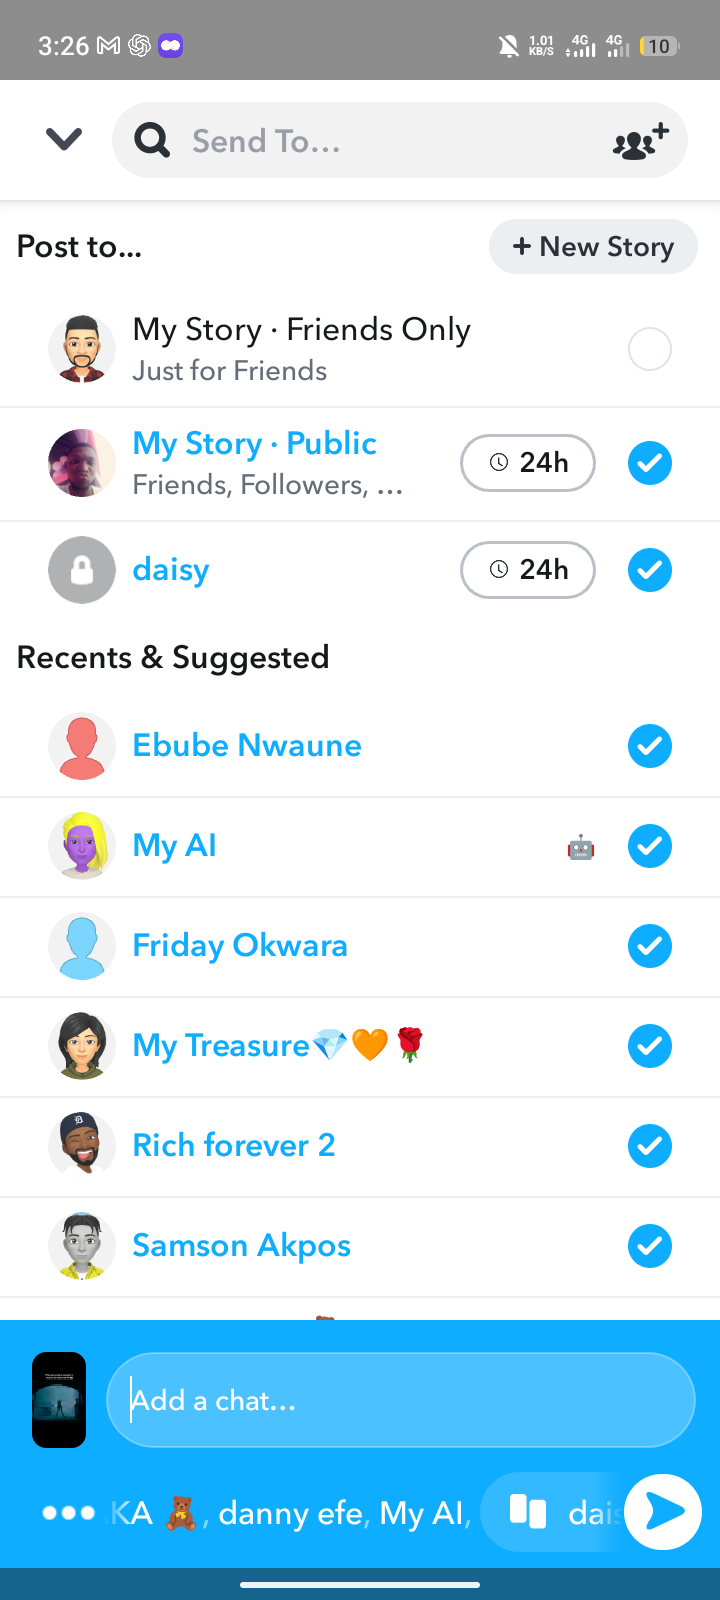 3:26 1.01 KB/S 4G 4G 10
Send To...
Post to...
+ New Story
My Story · Friends Only
Just for Friends
My Story · Public
Friends, Followers, ...
24h
daisy
24h
Recents & Suggested
Ebube Nwaune
My AI 🤖
Friday Okwara
My Treasure💎🧡🌹
Rich forever 2
Samson Akpos
Add a chat...
KA 🧸, danny efe, My AI, dais